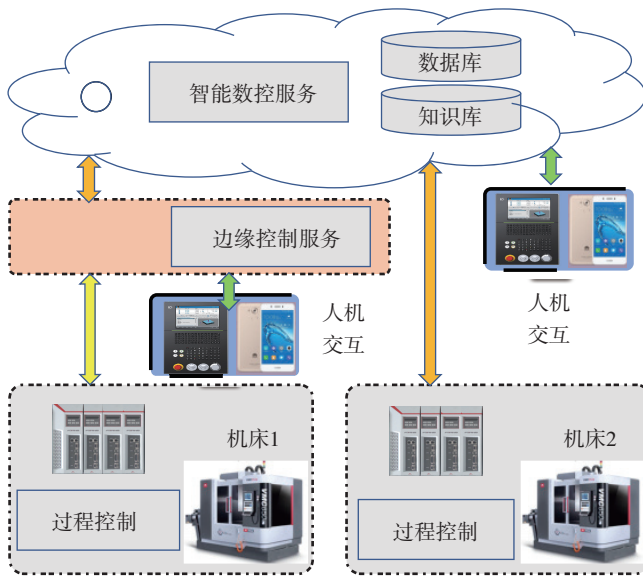 数据库
智能数控服务
知识库
边缘控制服务
人机
交互
人机
交互
机床1
过程控制
机床2
过程控制